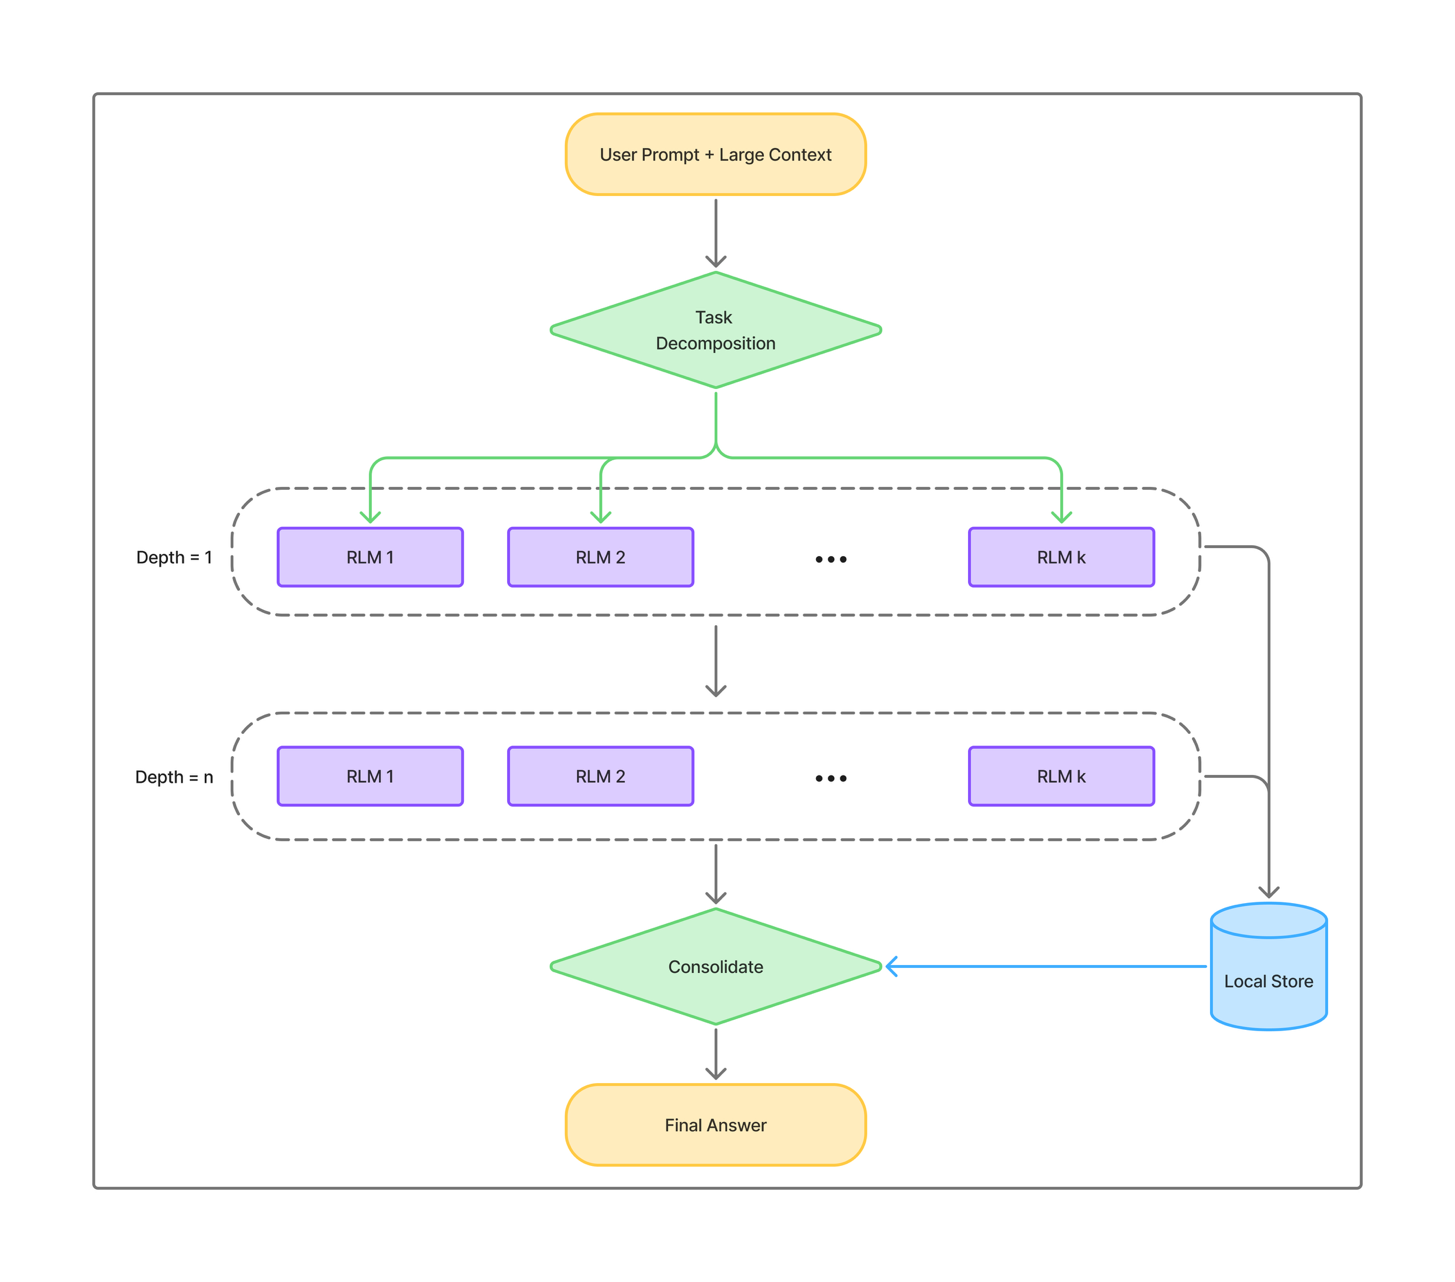 User Prompt + Large Context
Task
Decomposition
Depth = 1
RLM 1
RLM 2
•••
RLM k
Depth = n
RLM 1
RLM 2
•••
RLM k
Consolidate
Local Store
Final Answer